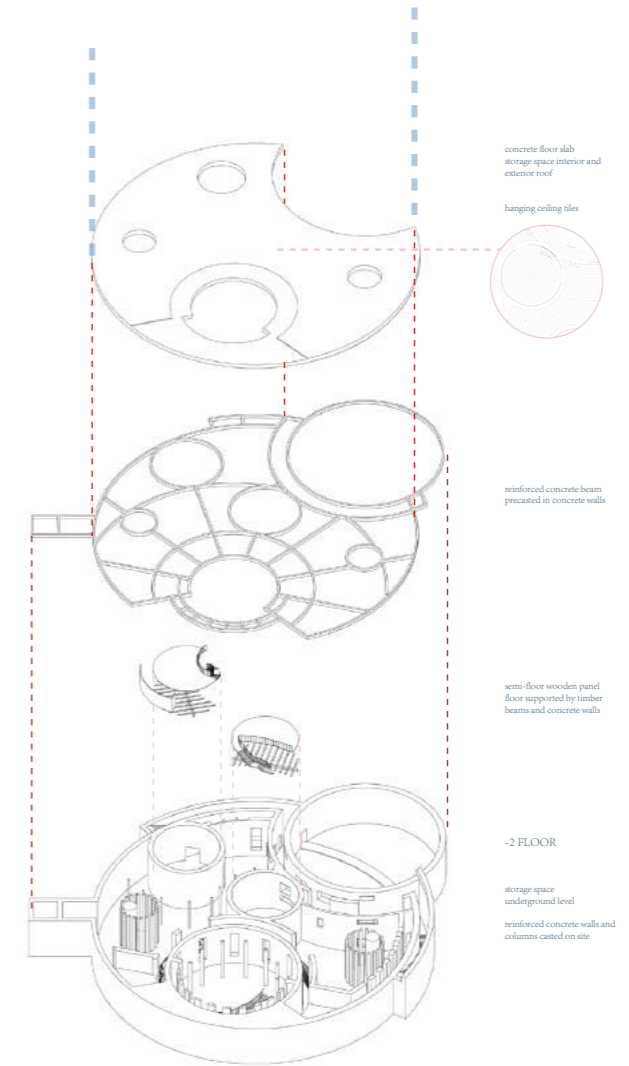 concrete floor slab
storage space interior and
exterior roof
hanging ceiling tiles
reinforced concrete beam
precasted in concrete walls
semi-floor wooden panel
floor supported by timber
beams and concrete walls
-2 FLOOR
storage space
underground level
reinforced concrete walls and
columns casted on site